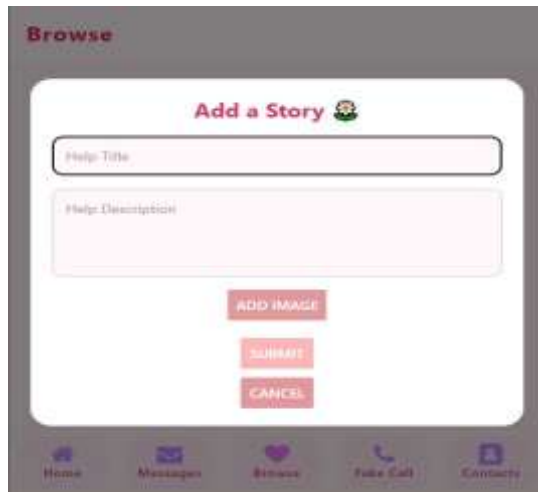 Browse
Add a Story
Help Title
Help Description
ADD IMAGE
SUBMIT
CANCEL
Home Messages Browse Fake Call Contacts